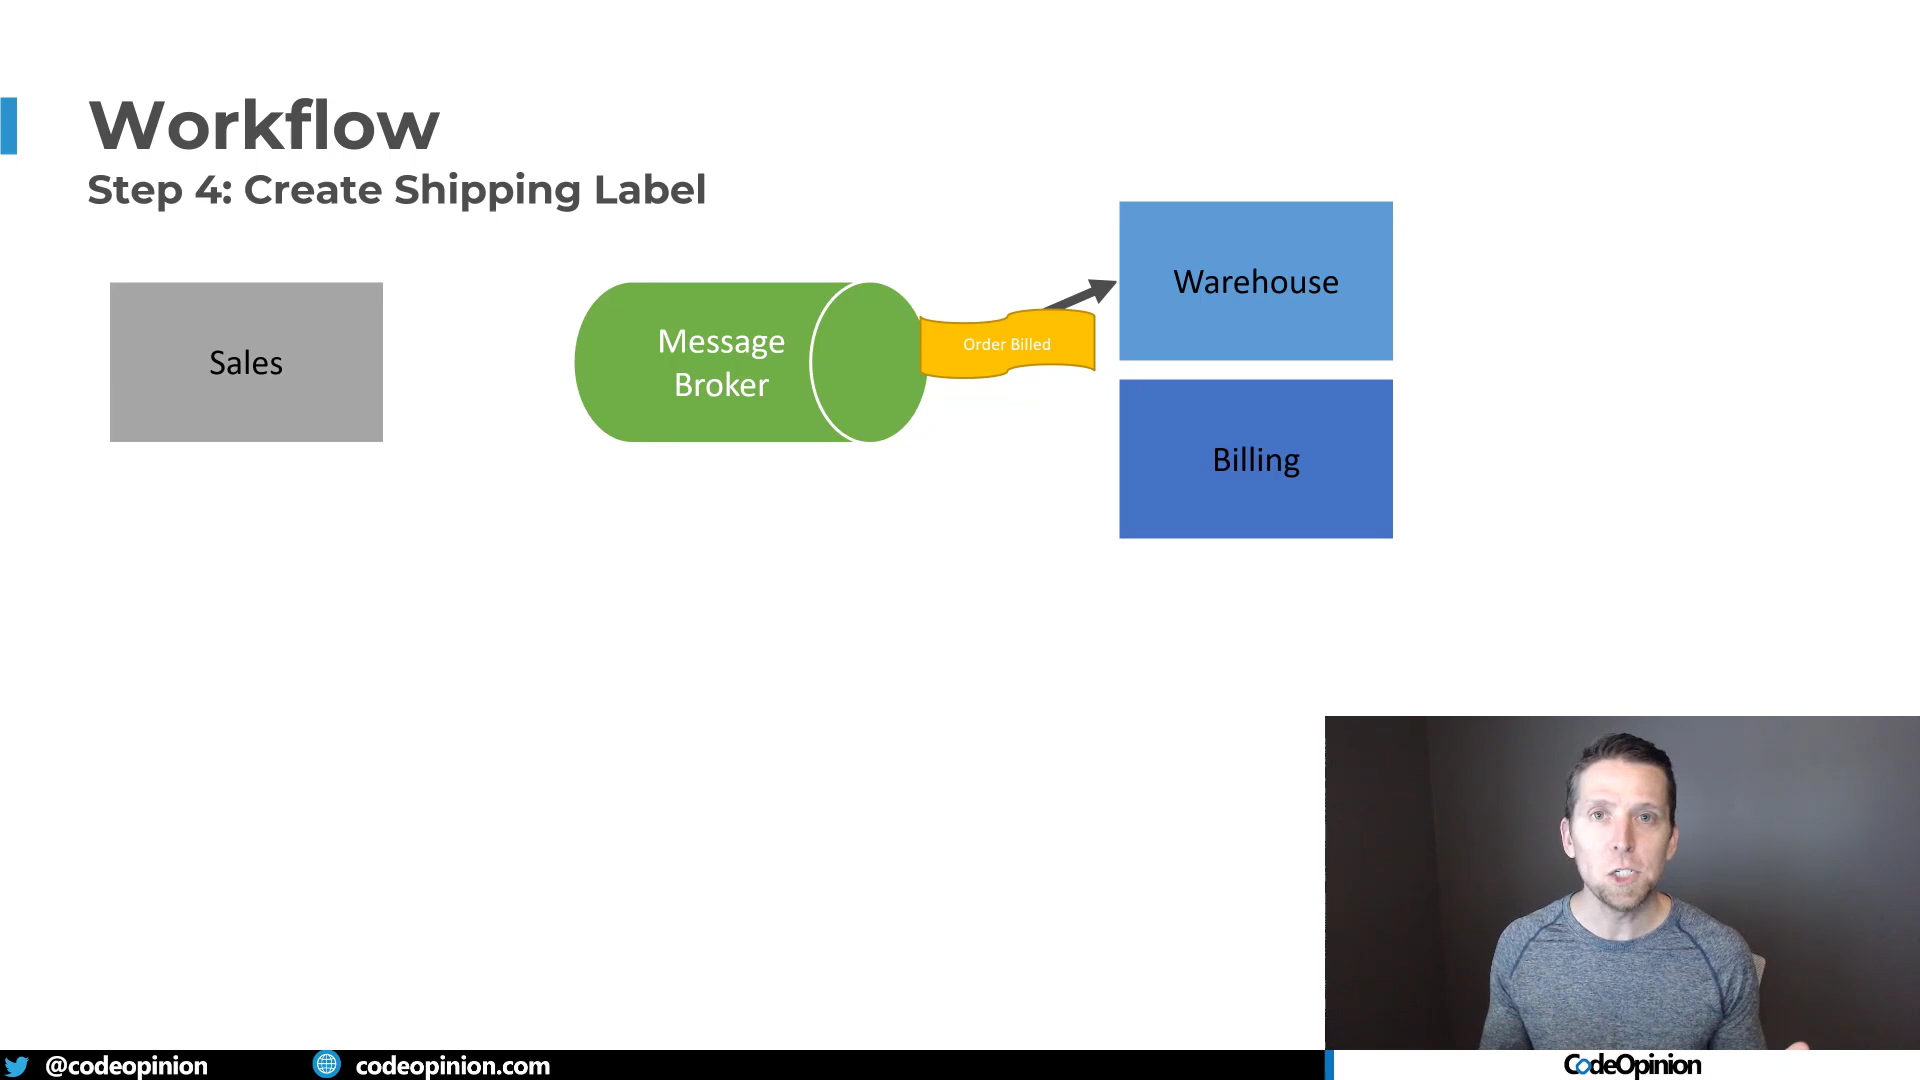 Workflow
Step 4: Create Shipping Label
Sales
Message
Broker
Order Billed
Warehouse
Billing
@codeopinion
codeopinion.com
CodeOpinion